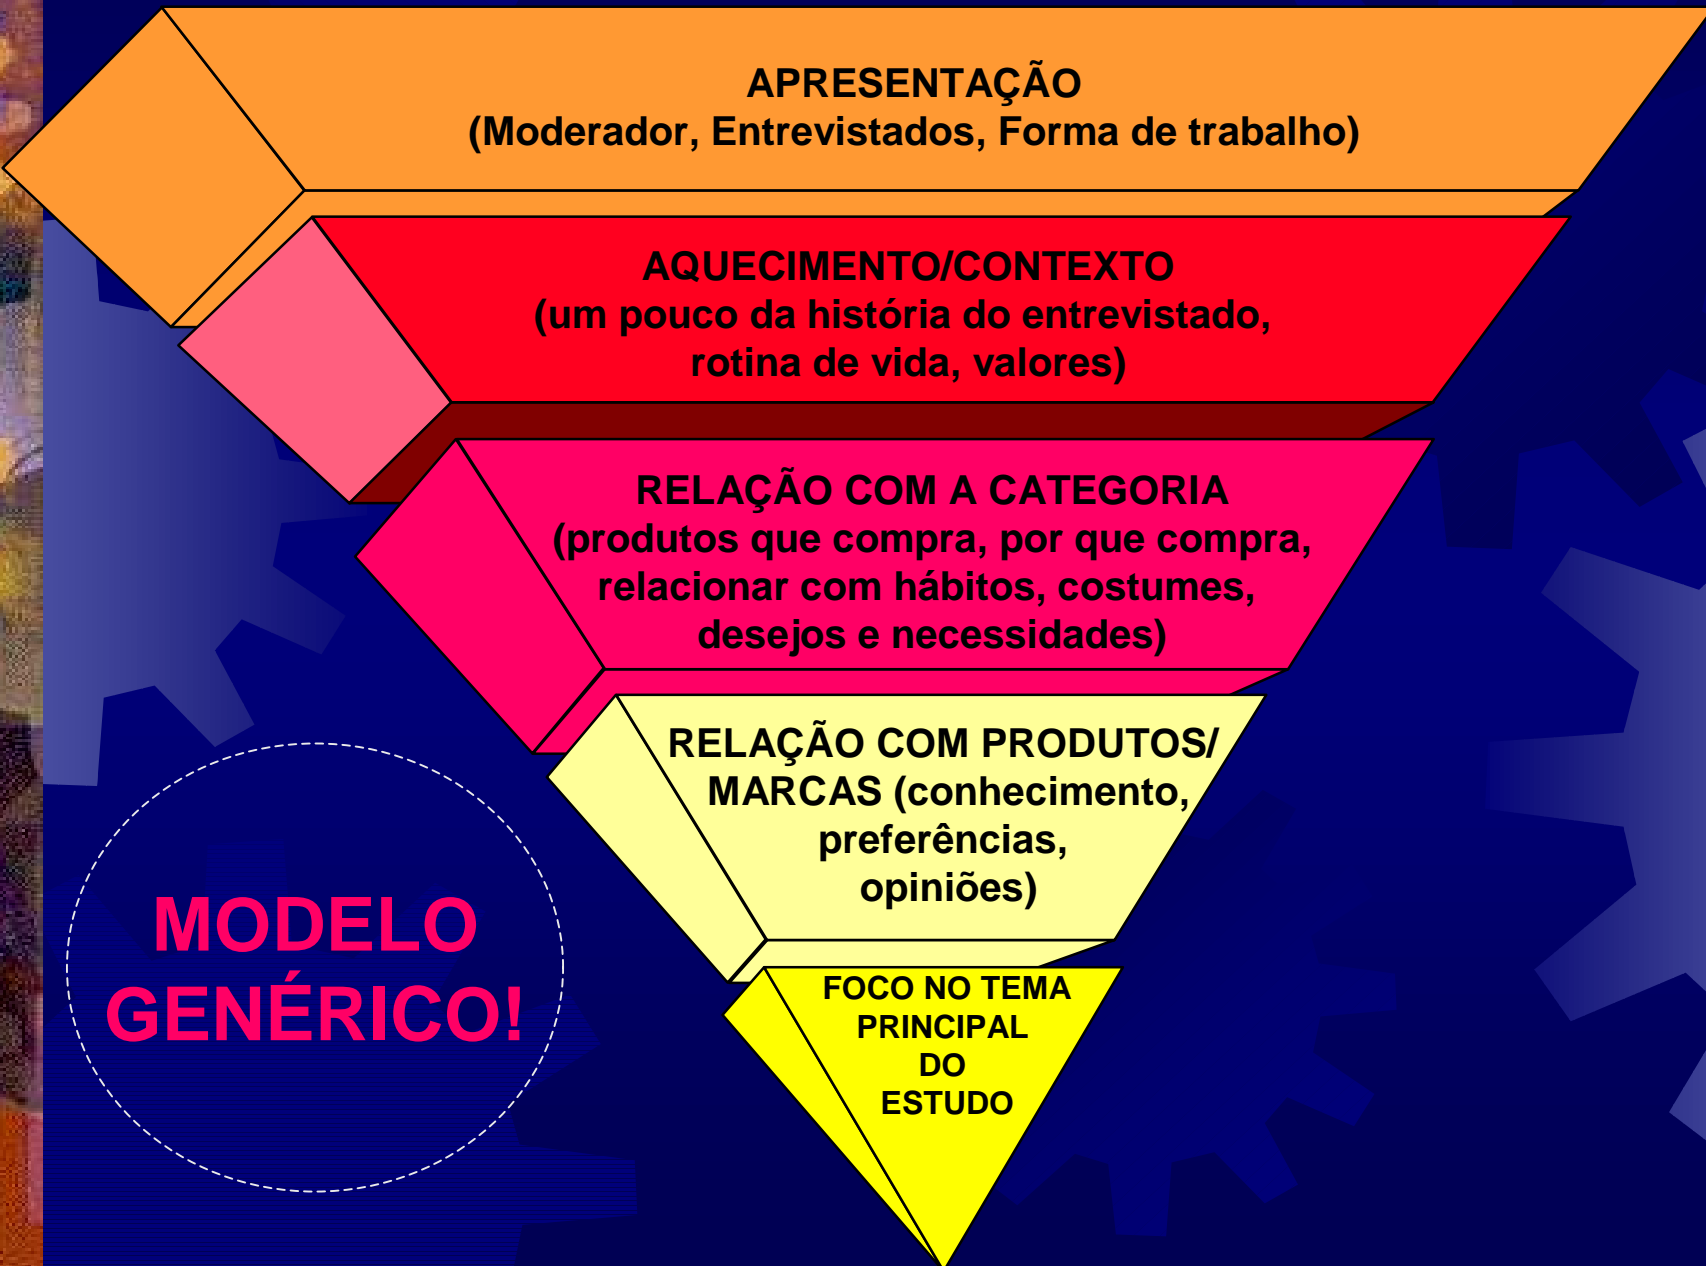 APRESENTAÇÃO
(Moderador, Entrevistados, Forma de trabalho)
AQUECIMENTO/CONTEXTO
(um pouco da história do entrevistado,
rotina de vida, valores)
RELAÇÃO COM A CATEGORIA
(produtos que compra, por que compra,
relacionar com hábitos, costumes,
desejos e necessidades)
RELAÇÃO COM PRODUTOS/
MARCAS (conhecimento,
preferências,
opiniões)
FOCO NO TEMA
PRINCIPAL
DO
ESTUDO
MODELO
GENÉRICO!